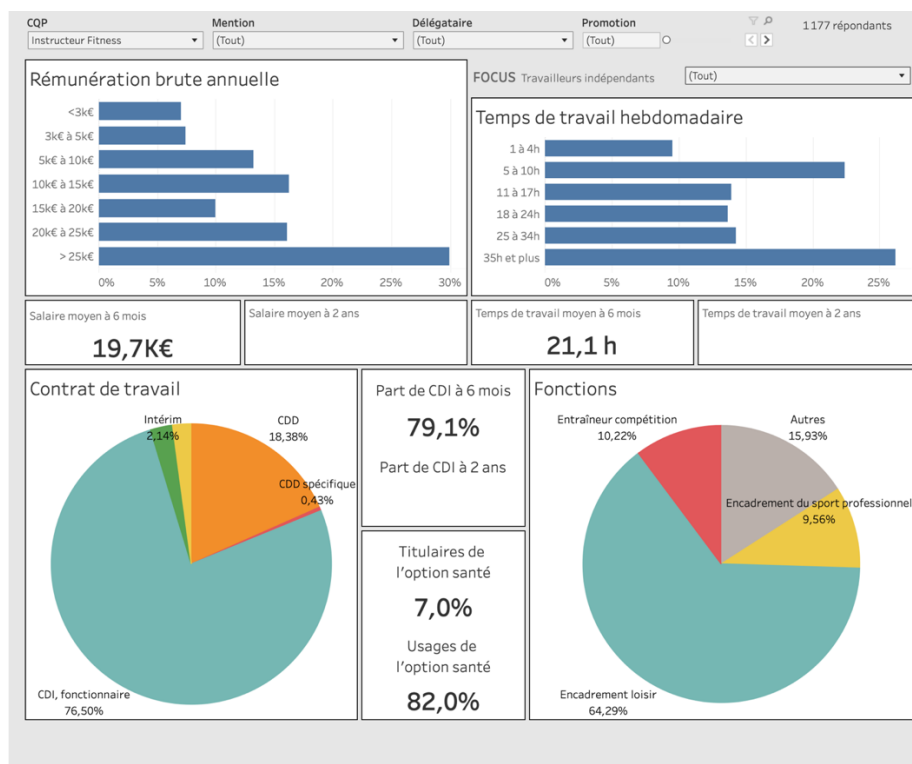 CQP
Mention
Délégataire
Promotion
1177 répondants
Instructeur Fitness
(Tout)
(Tout)
(Tout)
Rémunération brute annuelle
<3k€
3k€ à 5k€
5k€ à 10k€
10k€ à 15k€
15k€ à 20k€
20k€ à 25k€
> 25k€
0% 5% 10% 15% 20% 25% 30%
FOCUS Travailleurs indépendants
(Tout)
Temps de travail hebdomadaire
1 à 4h
5 à 10h
11 à 17h
18 à 24h
25 à 34h
35h et plus
0% 5% 10% 15% 20% 25%
Salaire moyen à 6 mois
19,7K€
Salaire moyen à 2 ans
Temps de travail moyen à 6 mois
21,1 h
Temps de travail moyen à 2 ans
Contrat de travail
Intérim
2,14%
CDD
18,38%
CDD spécifique
0,43%
CDI, fonctionnaire
76,50%
Part de CDI à 6 mois
79,1%
Part de CDI à 2 ans
Titulaires de
l'option santé
7,0%
Usages de
l'option santé
82,0%
Fonctions
Entraîneur compétition
10,22%
Autres
15,93%
Encadrement du sport professionnel
9,56%
Encadrement loisir
64,29%